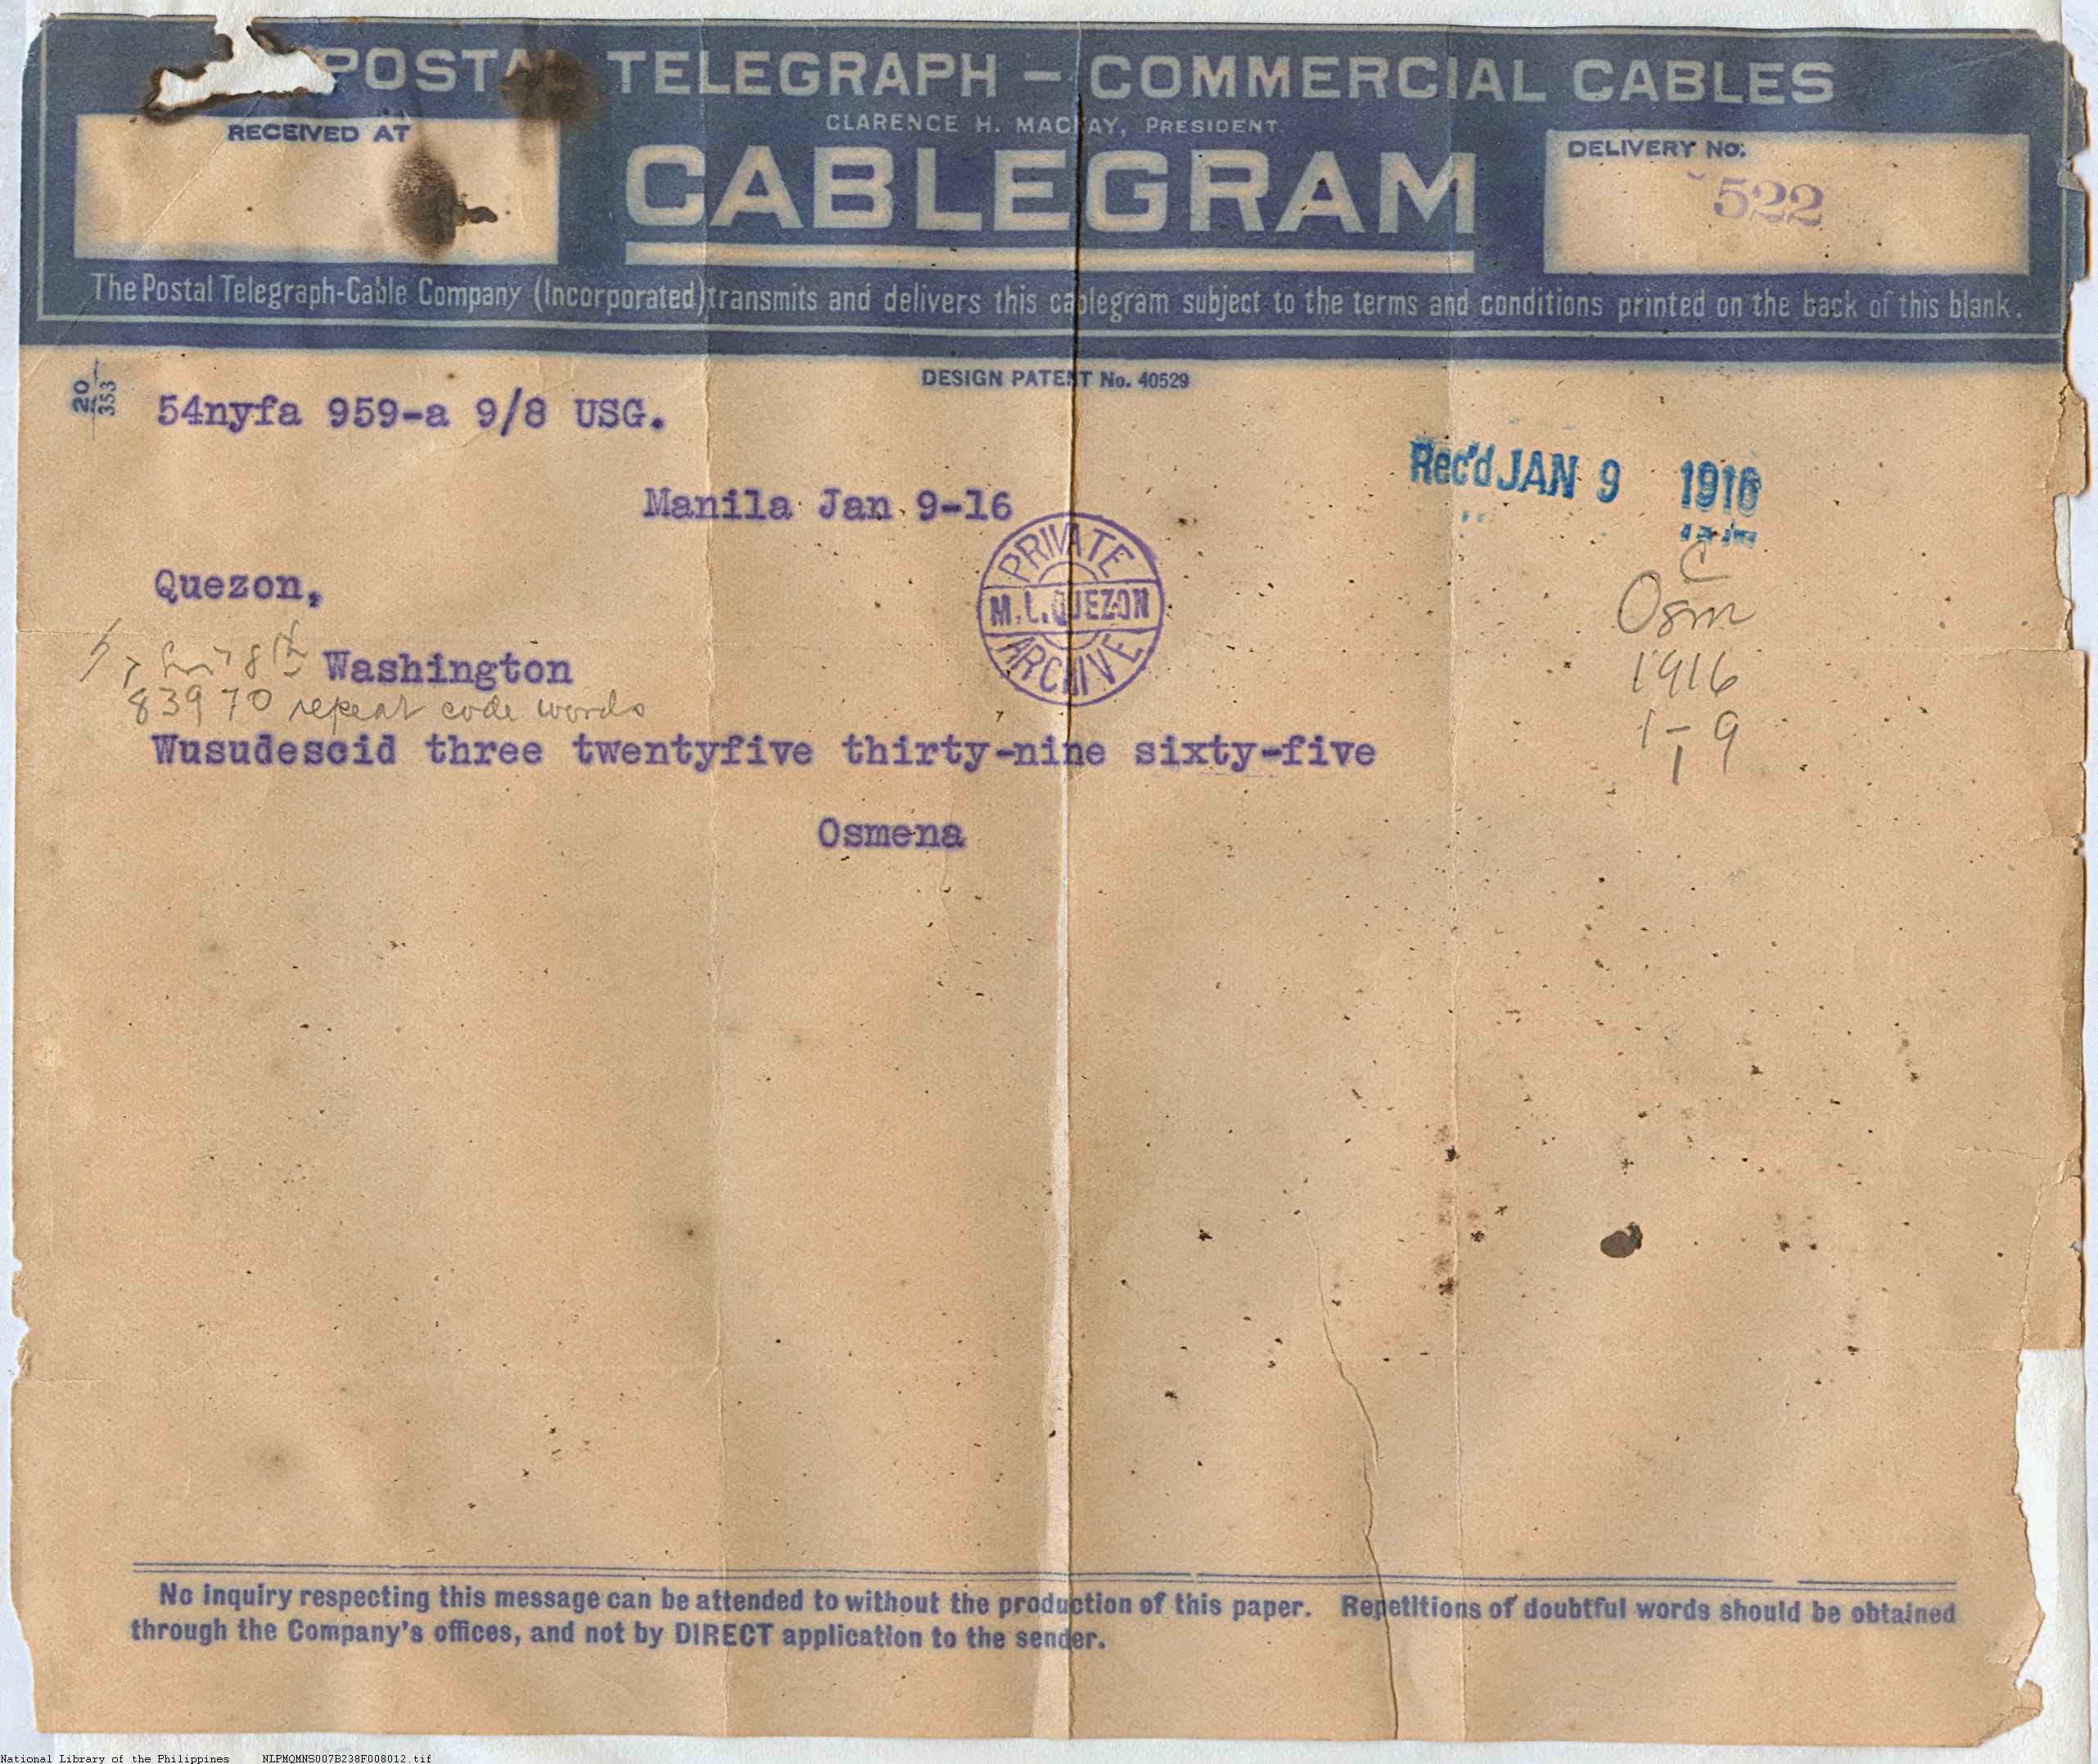 POSTAL TELEGRAPH – COMMERCIAL CABLES
CLARENCE H. MACKAY, PRESIDENT.
RECEIVED AT
CABLEGRAM
DELIVERY No.
522
The Postal Telegraph-Cable Company (Incorporated) transmits and delivers this cablegram subject to the terms and conditions printed on the back of this blank.
DESIGN PATENT No. 40529
20
353
54nyfa 959-a 9/8 USG.
Rec'd JAN 9 1916
Manila Jan 9-16
PRIVATE
M. L. QUEZON
ARCHIVE
C
Osm
1916
1-9
Quezon,
8th
Washington
83970 repeat code words
Wusudescid three twentyfive thirty-nine sixty-five
Osmena
No inquiry respecting this message can be attended to without the production of this paper. Repetitions of doubtful words should be obtained
through the Company's offices, and not by DIRECT application to the sender.
National Library of the Philippines NLPMQMNS007B238F008012.tif